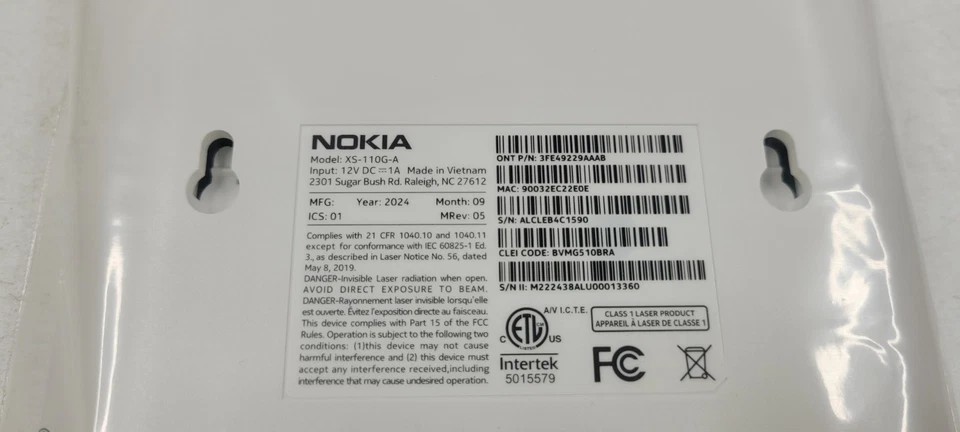 NOKIA
Model: XS-110G-A
Input: 12V DC⎓1A Made in Vietnam
2301 Sugar Bush Rd. Raleigh, NC 27612
MFG: Year: 2024 Month: 09
ICS: 01 MRev: 05
Complies with 21 CFR 1040.10 and 1040.11
except for conformance with IEC 60825-1 Ed.
3., as described in Laser Notice No. 56, dated
May 8, 2019.
DANGER-Invisible Laser radiation when open.
AVOID DIRECT EXPOSURE TO BEAM.
DANGER-Rayonnement laser invisible lorsqu'elle
est ouverte. Évitez l'exposition directe au faisceau.
This device complies with Part 15 of the FCC
Rules. Operation is subject to the following two
conditions: (1)this device may not cause
harmful interference and (2) this device must
accept any interference received,including
interference that may cause undesired operation.
ONT P/N: 3FE49229AAAB
MAC: 90032EC22E0E
S/N: ALCLEB4C1590
CLEI CODE: BVMG510BRA
S/N II: M222438ALU00013360
A/V I.C.T.E.
C ETL US
LISTED
Intertek
5015579
CLASS 1 LASER PRODUCT
APPAREIL À LASER DE CLASSE 1
FC